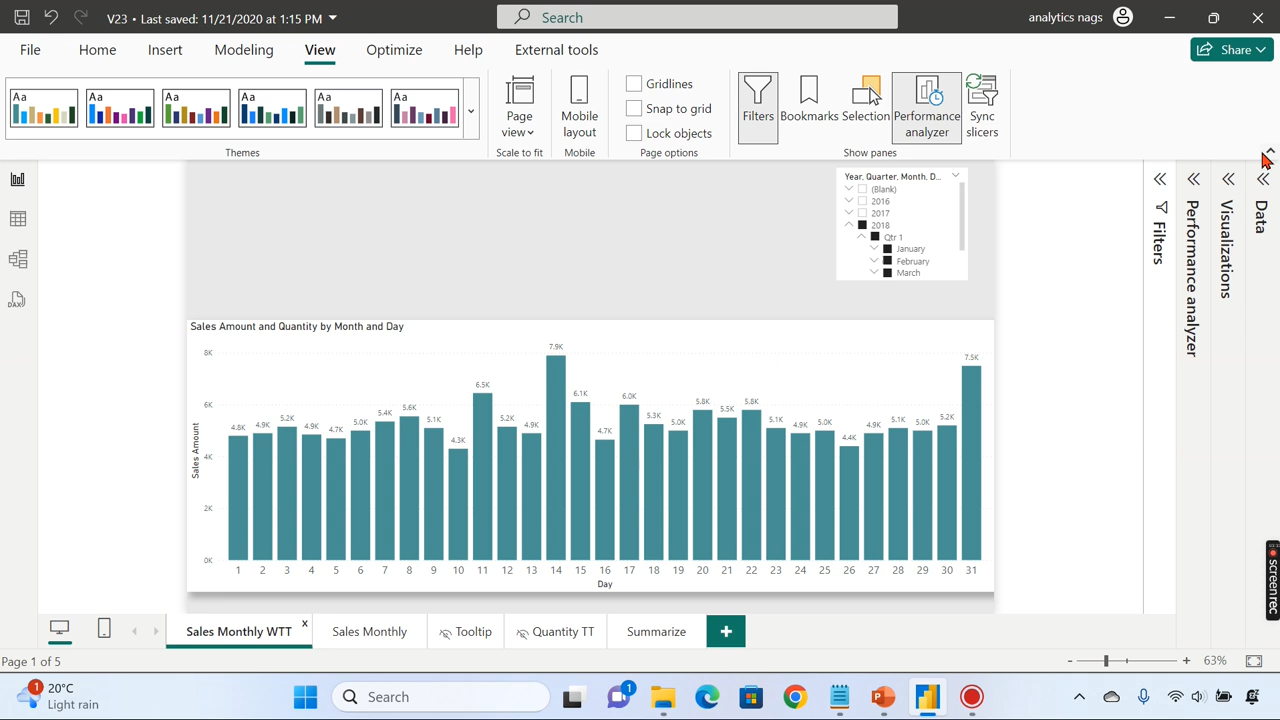 V23 • Last saved: 11/21/2020 at 1:15 PM
Search
analytics nags
File Home Insert Modeling View Optimize Help External tools
Share
Aa Aa Aa Aa Aa Aa
Themes
Page view
Scale to fit
Mobile layout
Mobile
Gridlines
Snap to grid
Lock objects
Page options
Filters
Bookmarks
Selection
Performance analyzer
Sync slicers
Show panes
Year, Quarter, Month, D...
(Blank)
2016
2017
2018
Qtr 1
January
February
March
Filters
Performance analyzer
Visualizations
Data
DAX
Sales Amount and Quantity by Month and Day
Sales Amount
8K
6K
4K
2K
0K
4.8K 4.9K 5.2K 4.9K 4.7K 5.0K 5.4K 5.6K 5.1K 4.3K 6.5K 5.2K 4.9K 7.9K 6.1K 4.7K 6.0K 5.3K 5.0K 5.8K 5.5K 5.8K 5.1K 4.9K 5.0K 4.4K 4.9K 5.1K 5.0K 5.2K 7.5K
1 2 3 4 5 6 7 8 9 10 11 12 13 14 15 16 17 18 19 20 21 22 23 24 25 26 27 28 29 30 31
Day
screenrec
Sales Monthly WTT x Sales Monthly Tooltip Quantity TT Summarize +
Page 1 of 5
- + 63%
1
20°C
Light rain
Search
1